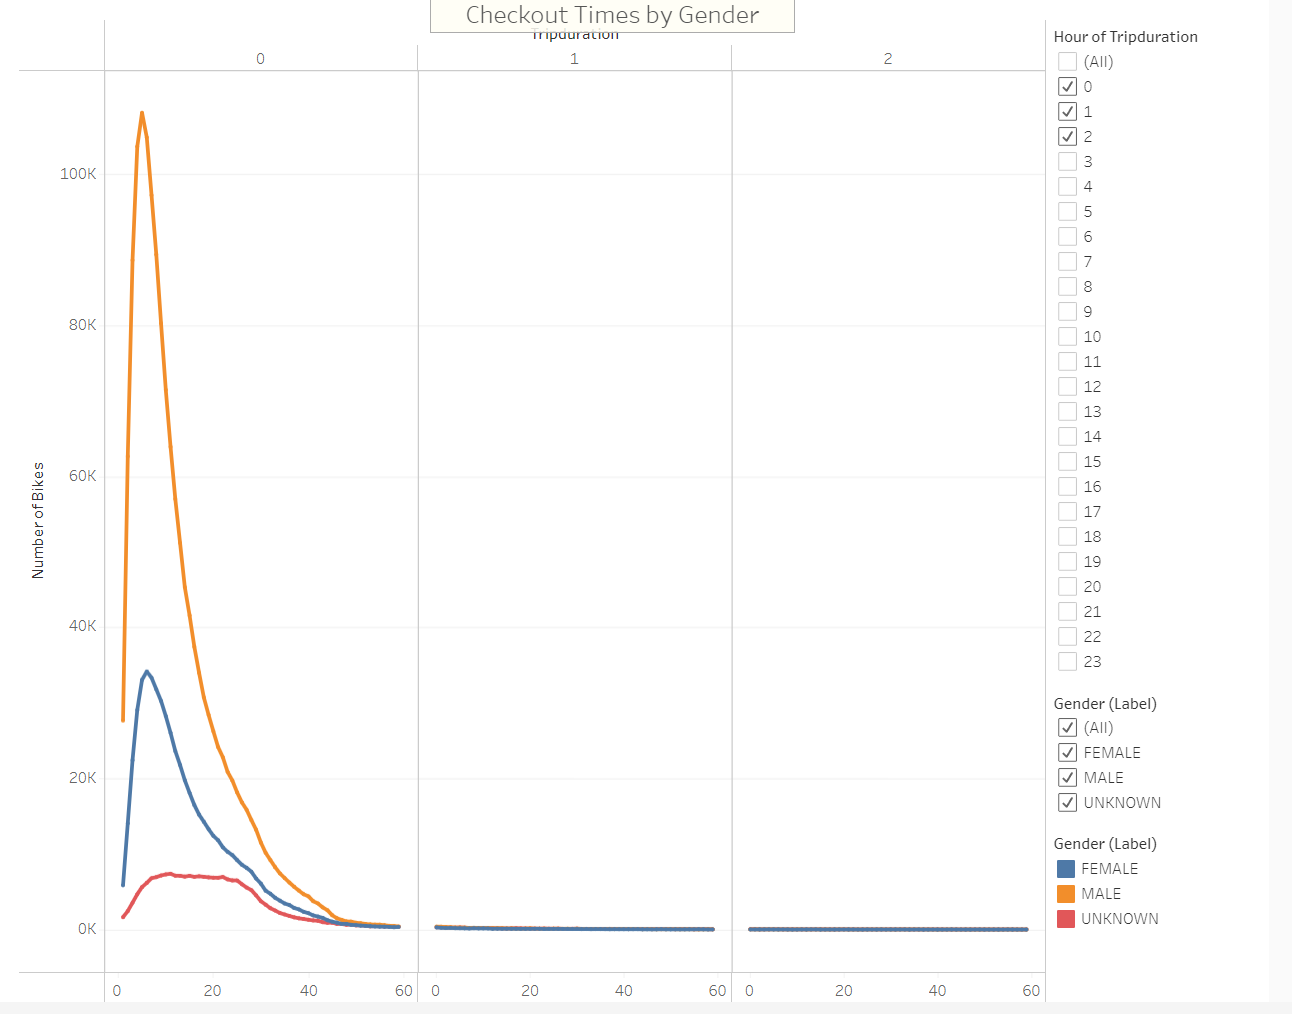 Checkout Times by Gender
Tripduration
0 1 2
100K
80K
60K
40K
20K
0K
Number of Bikes
0 20 40 60 0 20 40 60 0 20 40 60
Hour of Tripduration
(All)
0
1
2
3
4
5
6
7
8
9
10
11
12
13
14
15
16
17
18
19
20
21
22
23
Gender (Label)
(All)
FEMALE
MALE
UNKNOWN
Gender (Label)
FEMALE
MALE
UNKNOWN